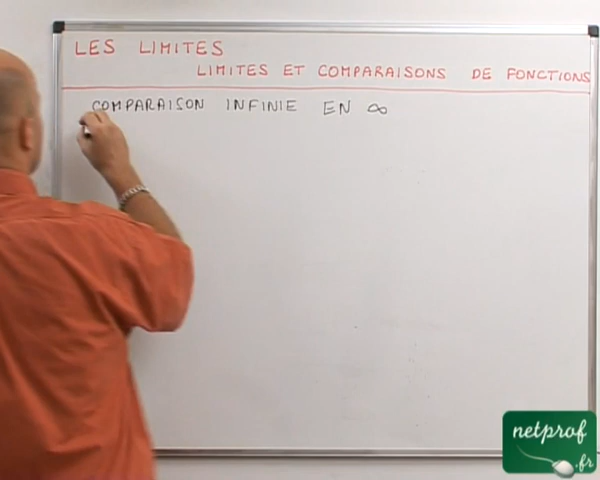 LES LIMITES
LIMITES ET COMPARAISONS DE FONCTIONS
COMPARAISON INFINIE EN ∞
netprof
.fr